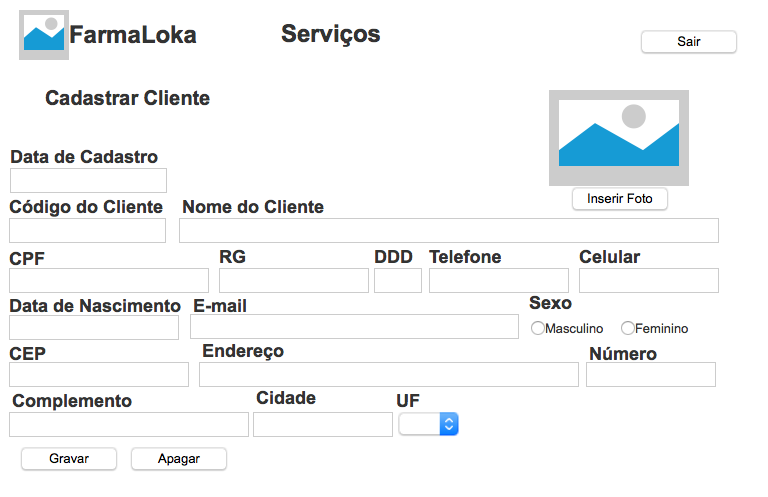 FarmaLoka
Serviços
Sair
Cadastrar Cliente
Data de Cadastro
Inserir Foto
Código do Cliente
Nome do Cliente
CPF
RG
DDD
Telefone
Celular
Data de Nascimento
E-mail
Sexo
Masculino
Feminino
CEP
Endereço
Número
Complemento
Cidade
UF
Gravar
Apagar